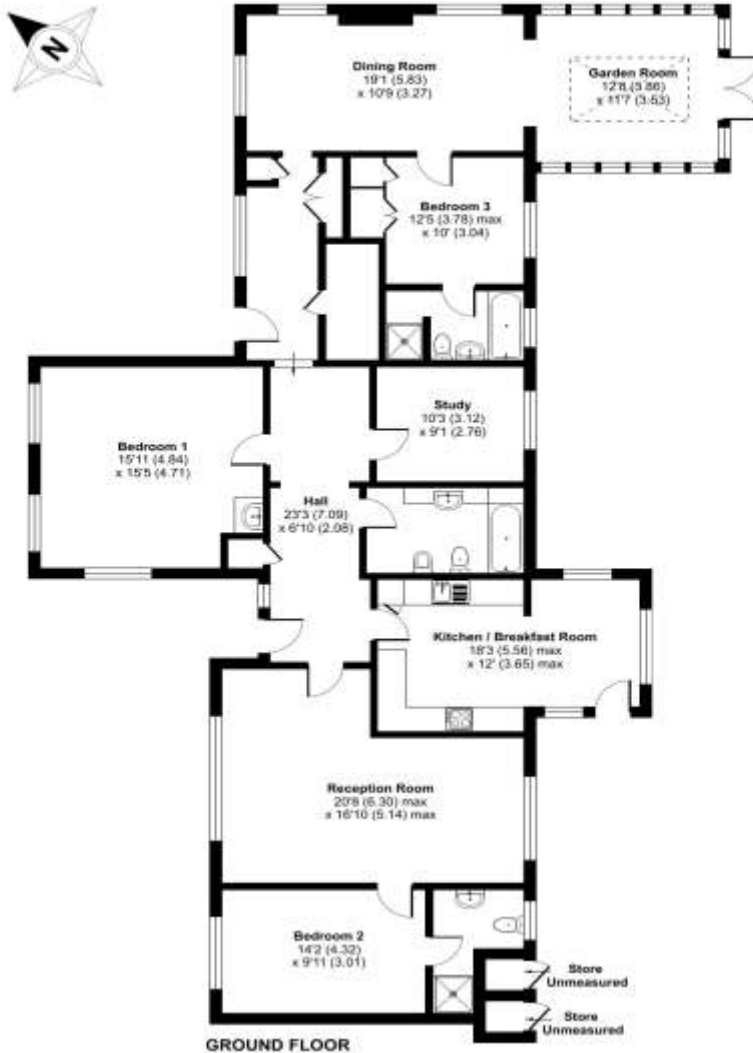 N
Dining Room
19'1 (5.83)
x 10'9 (3.27)
Garden Room
12'8 (3.86)
x 11'7 (3.53)
Bedroom 3
12'5 (3.78) max
x 10' (3.04)
Study
10'3 (3.12)
x 9'1 (2.76)
Bedroom 1
15'11 (4.84)
x 15'5 (4.71)
Hall
23'3 (7.09)
x 6'10 (2.08)
Kitchen / Breakfast Room
18'3 (5.56) max
x 12' (3.65) max
Reception Room
20'8 (6.30) max
x 16'10 (5.14) max
Bedroom 2
14'2 (4.32)
x 9'11 (3.01)
Store
Unmeasured
Store
Unmeasured
GROUND FLOOR